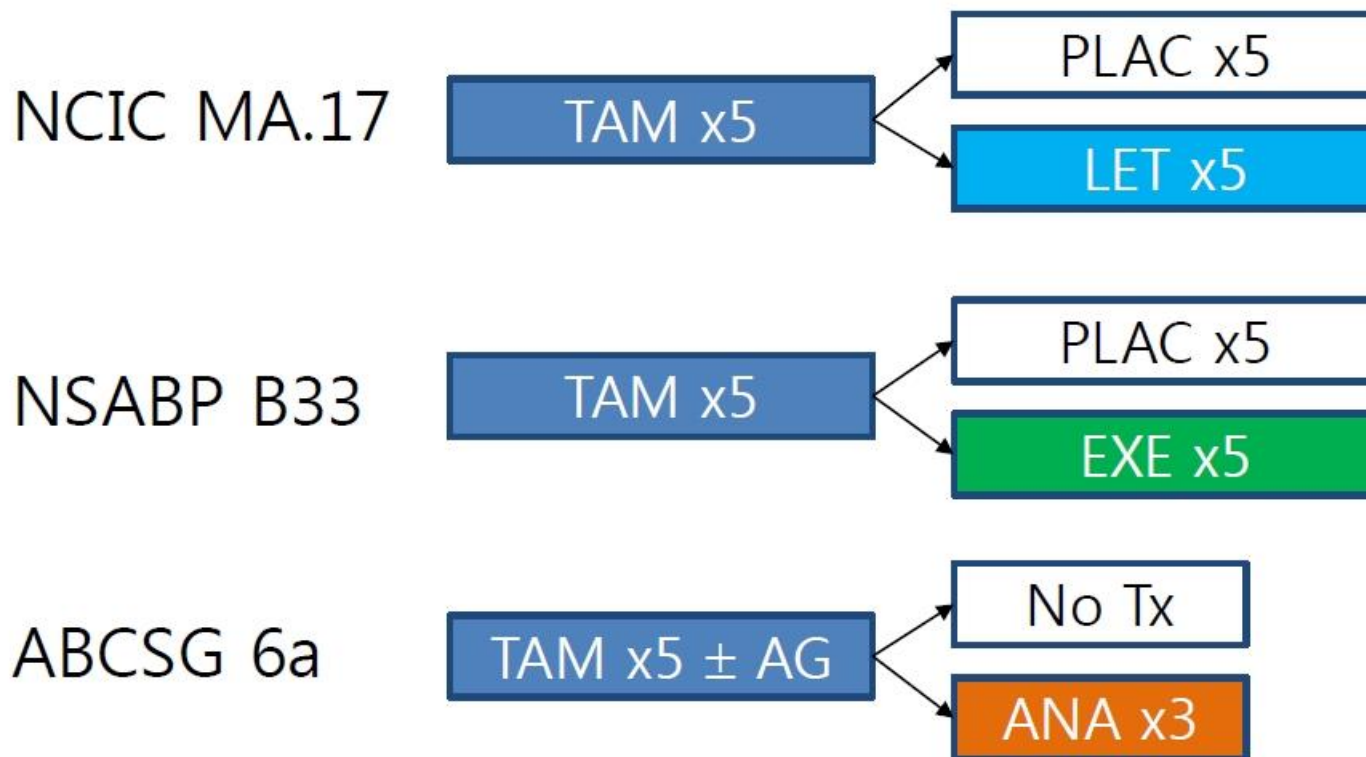 NCIC MA.17
TAM x5
PLAC x5
LET x5
NSABP B33
TAM x5
PLAC x5
EXE x5
ABCSG 6a
TAM x5 ± AG
No Tx
ANA x3